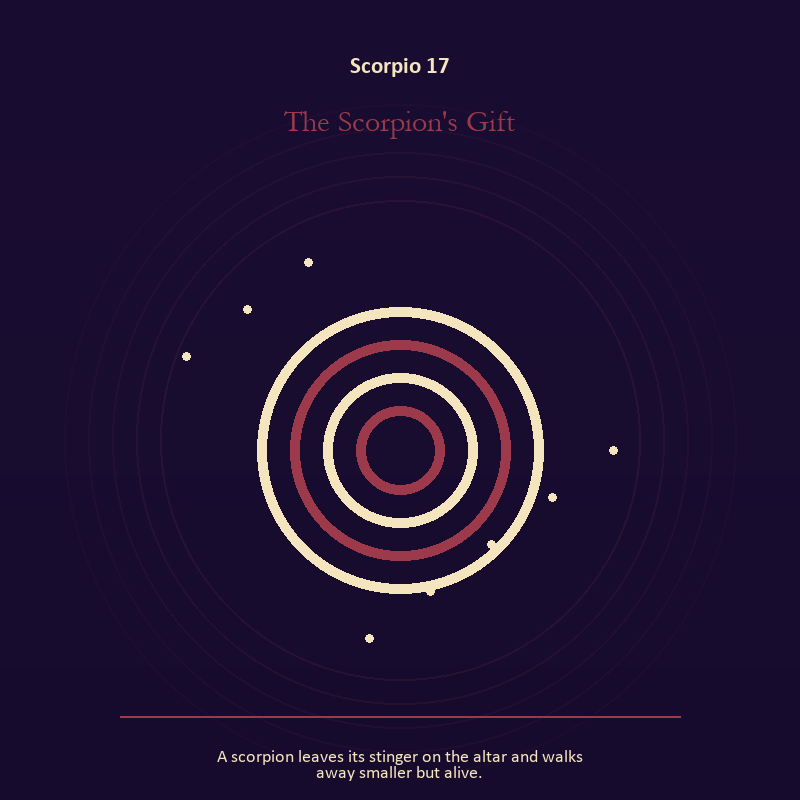 Scorpio 17
The Scorpion's Gift
A scorpion leaves its stinger on the altar and walks
away smaller but alive.